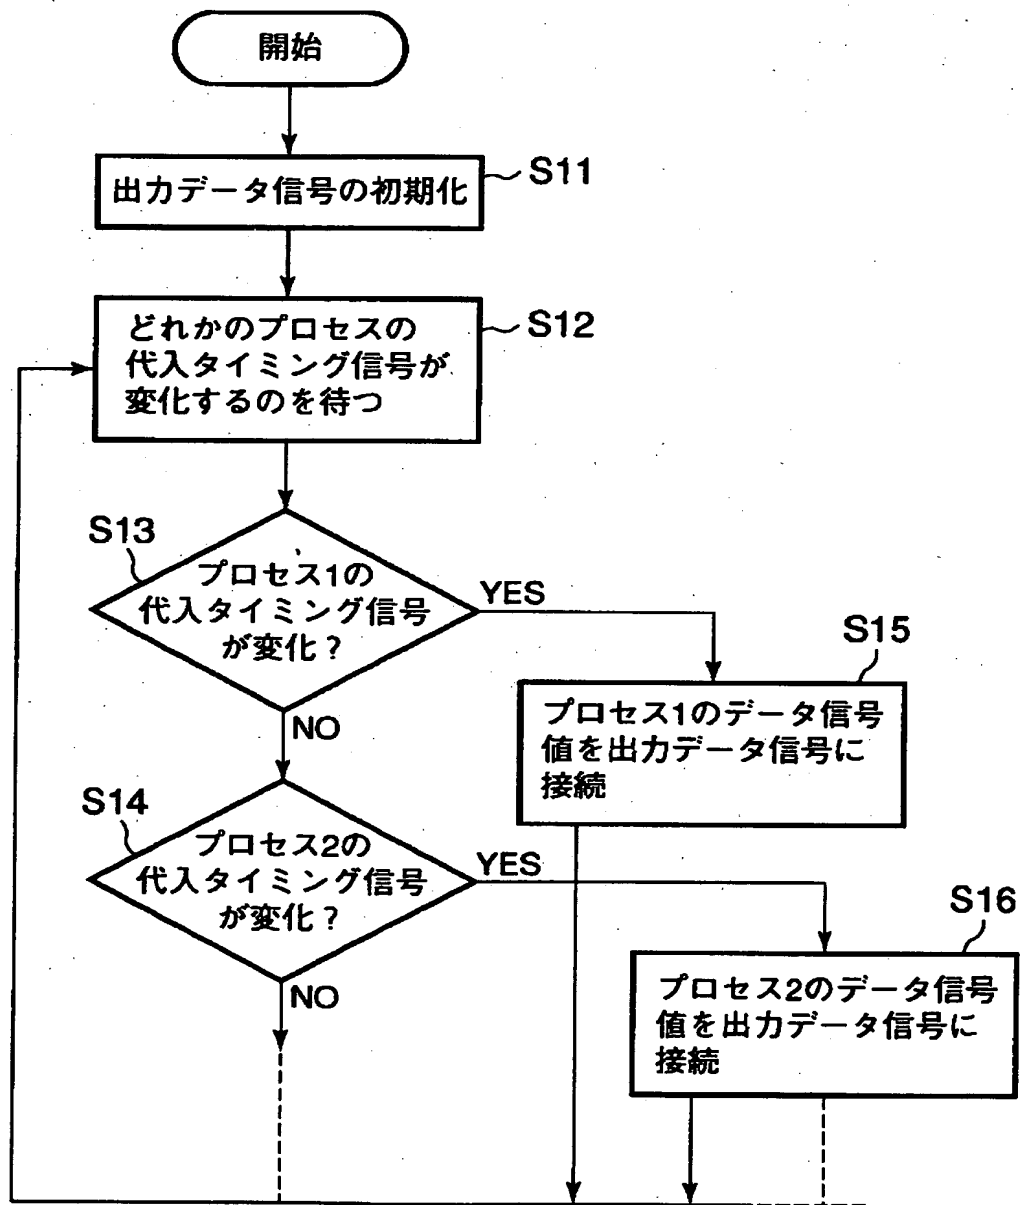 開始
出力データ信号の初期化
S11
どれかのプロセスの
代入タイミング信号が
変化するのを待つ
S12
S13
プロセス1の
代入タイミング信号
が変化?
YES
NO
S15
プロセス1のデータ信号
値を出力データ信号に
接続
S14
プロセス2の
代入タイミング信号
が変化?
YES
NO
S16
プロセス2のデータ信号
値を出力データ信号に
接続